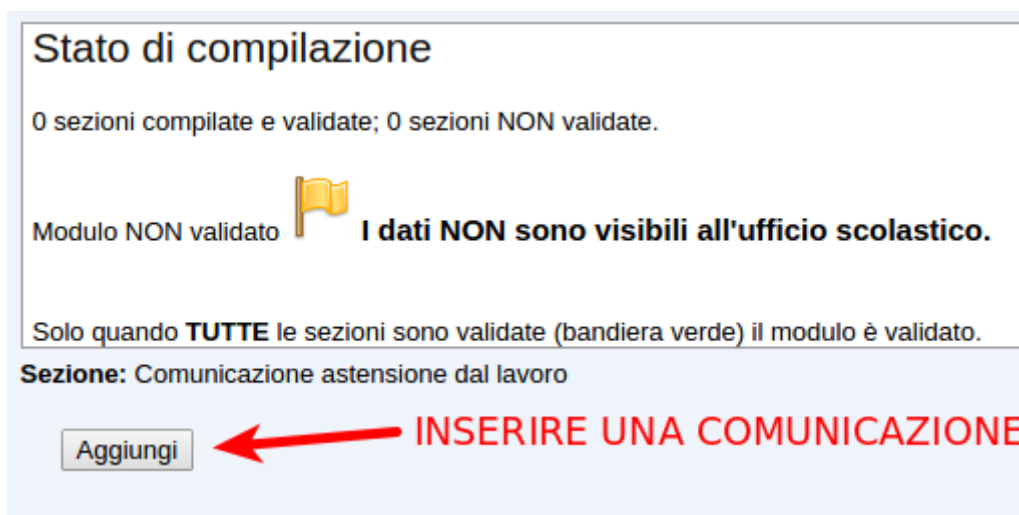 Stato di compilazione
0 sezioni compilate e validate; 0 sezioni NON validate.
Modulo NON validato I dati NON sono visibili all'ufficio scolastico.
Solo quando TUTTE le sezioni sono validate (bandiera verde) il modulo è validato.
Sezione: Comunicazione astensione dal lavoro
Aggiungi INSERIRE UNA COMUNICAZIONE